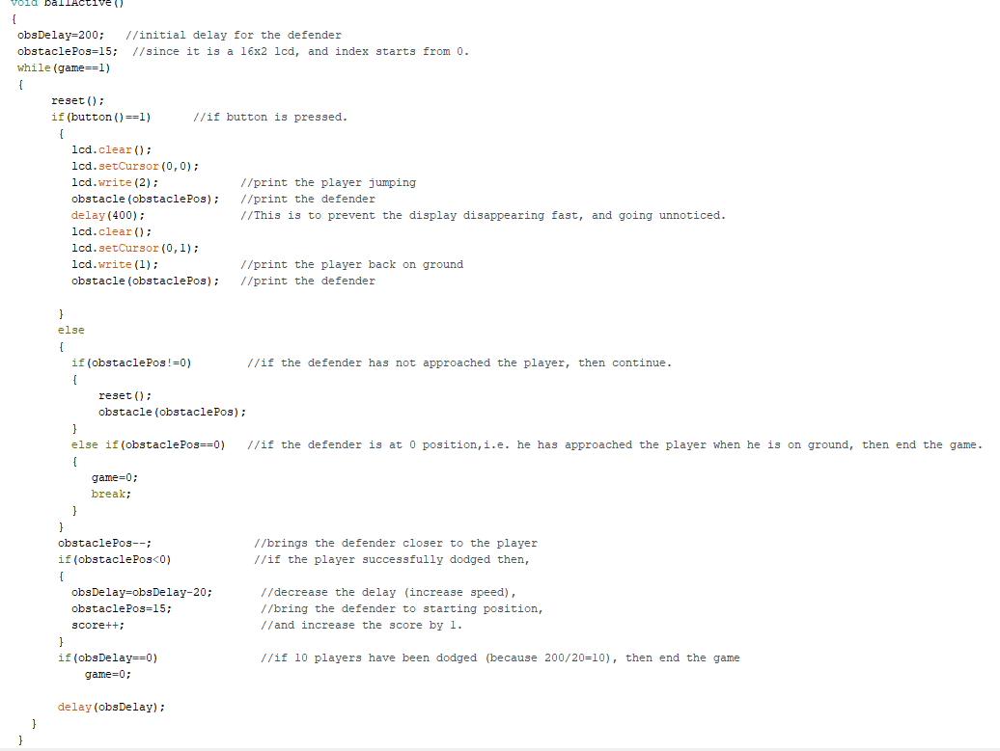 void ballActive()
{
obsDelay=200;   //initial delay for the defender
obstaclePos=15;  //since it is a 16x2 lcd, and index starts from 0.
while(game==1)
{
reset();
if(button()==1)      //if button is pressed.
{
lcd.clear();
lcd.setCursor(0,0);
lcd.write(2);            //print the player jumping
obstacle(obstaclePos);   //print the defender
delay(400);              //This is to prevent the display disappearing fast, and going unnoticed.
lcd.clear();
lcd.setCursor(0,1);
lcd.write(1);            //print the player back on ground
obstacle(obstaclePos);   //print the defender
}
else
{
if(obstaclePos!=0)        //if the defender has not approached the player, then continue.
{
reset();
obstacle(obstaclePos);
}
else if(obstaclePos==0)   //if the defender is at 0 position,i.e. he has approached the player when he is on ground, then end the game.
{
game=0;
break;
}
}
obstaclePos--;               //brings the defender closer to the player
if(obstaclePos<0)            //if the player successfully dodged then,
{
obsDelay=obsDelay-20;       //decrease the delay (increase speed),
obstaclePos=15;             //bring the defender to starting position,
score++;                    //and increase the score by 1.
}
if(obsDelay==0)               //if 10 players have been dodged (because 200/20=10), then end the game
game=0;
delay(obsDelay);
}
}